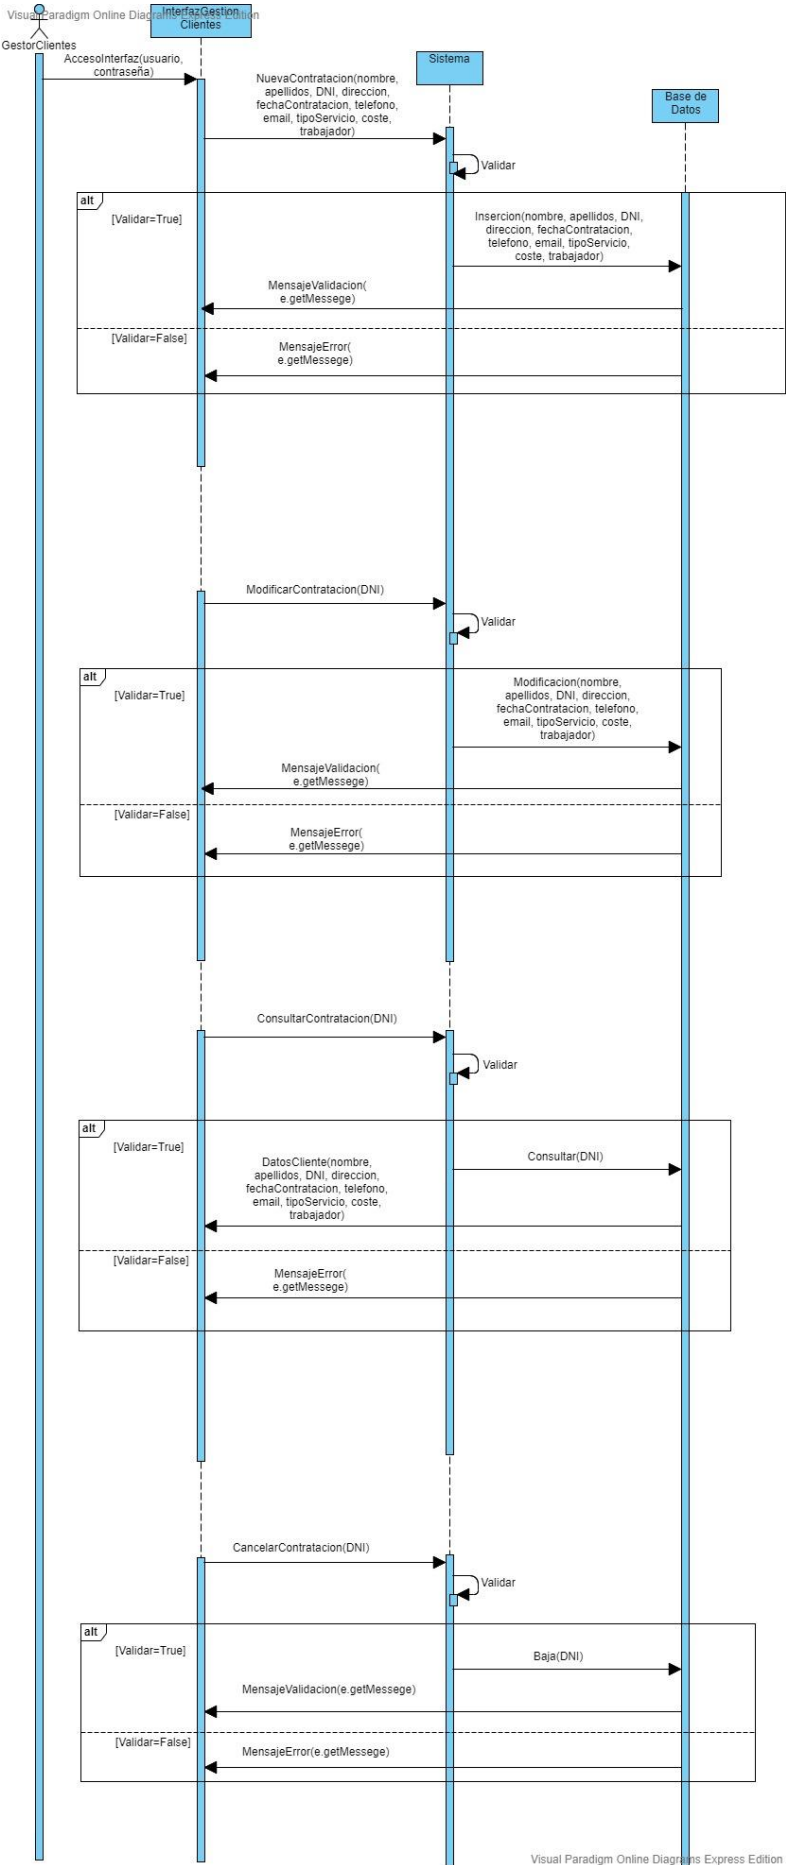 Visual Paradigm Online Diagrams Express Edition
InterfazGestion
Clientes
GestorClientes
AccesoInterfaz(usuario,
contraseña)
Sistema
NuevaContratacion(nombre,
apellidos, DNI, direccion,
fechaContratacion, telefono,
email, tipoServicio, coste,
trabajador)
Base de
Datos
Validar
alt
[Validar=True]
Insercion(nombre, apellidos, DNI,
direccion, fechaContratacion,
telefono, email, tipoServicio,
coste, trabajador)
MensajeValidacion(
e.getMessege)
[Validar=False]
MensajeError(
e.getMessege)
ModificarContratacion(DNI)
Validar
alt
[Validar=True]
Modificacion(nombre,
apellidos, DNI, direccion,
fechaContratacion, telefono,
email, tipoServicio, coste,
trabajador)
MensajeValidacion(
e.getMessege)
[Validar=False]
MensajeError(
e.getMessege)
ConsultarContratacion(DNI)
Validar
alt
[Validar=True]
Consultar(DNI)
DatosCliente(nombre,
apellidos, DNI, direccion,
fechaContratacion, telefono,
email, tipoServicio, coste,
trabajador)
[Validar=False]
MensajeError(
e.getMessege)
CancelarContratacion(DNI)
Validar
alt
[Validar=True]
Baja(DNI)
MensajeValidacion(e.getMessege)
[Validar=False]
MensajeError(e.getMessege)
Visual Paradigm Online Diagrams Express Edition